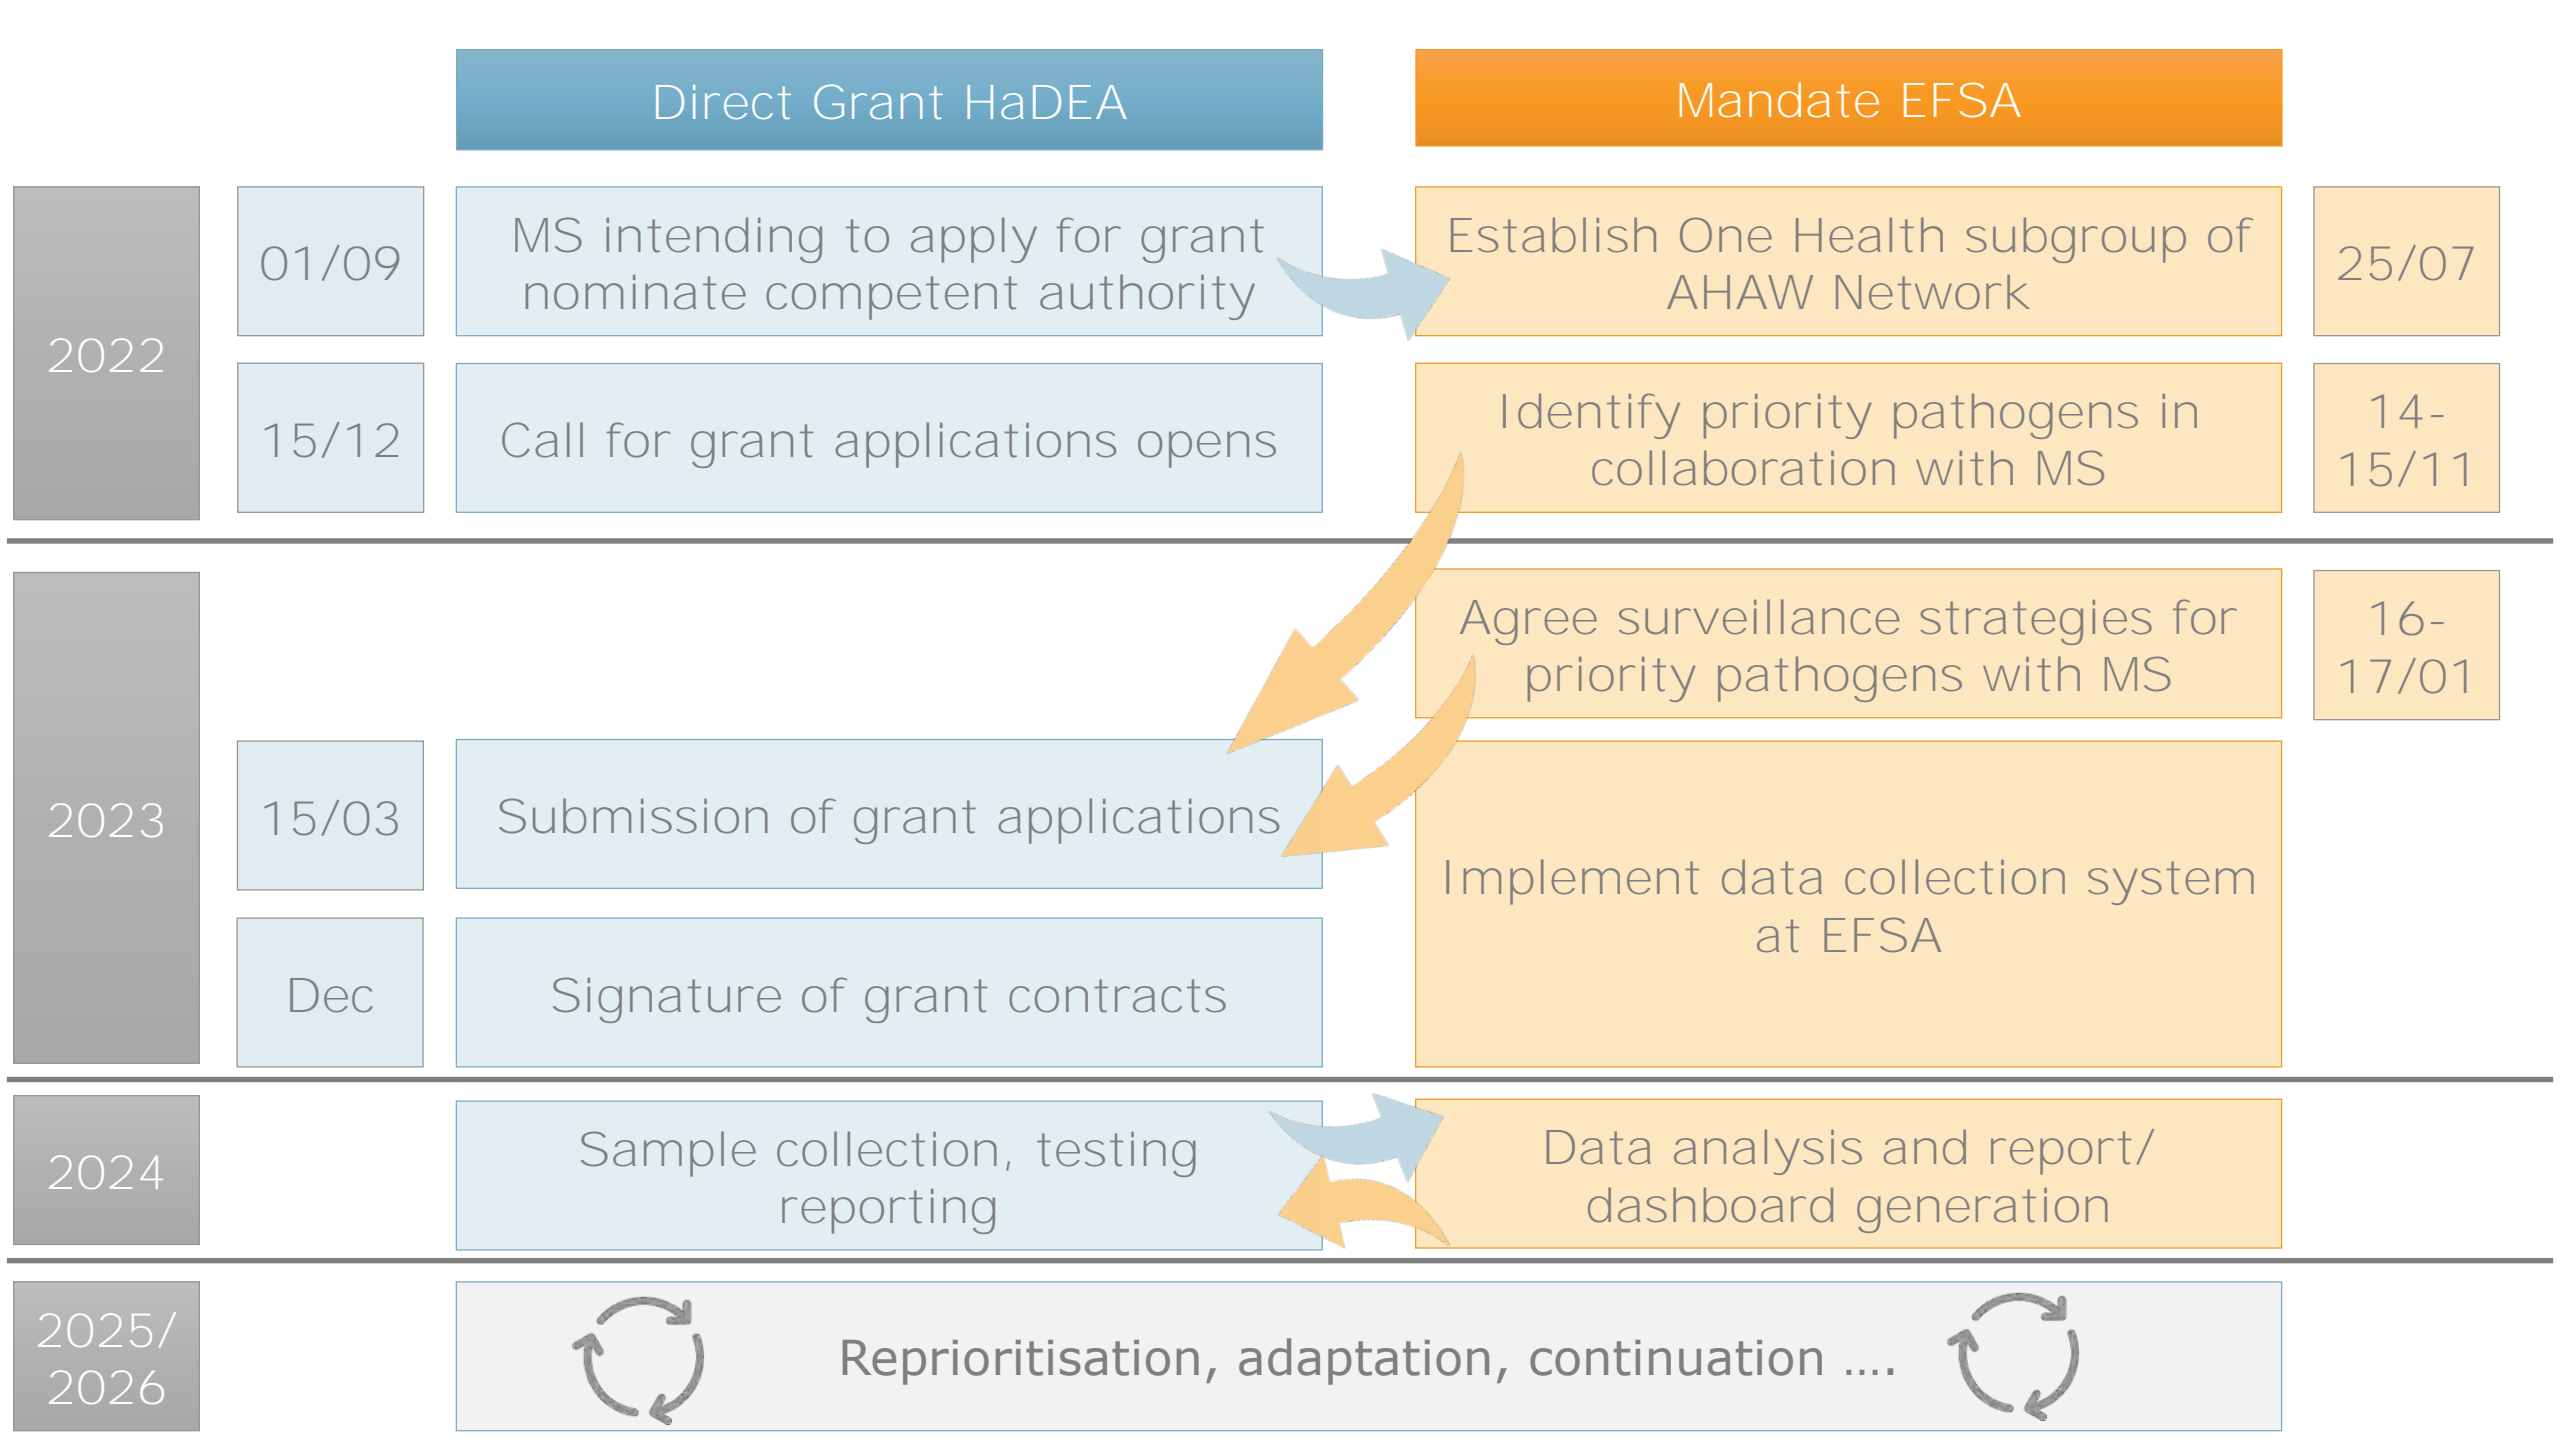 Direct Grant HaDEA
Mandate EFSA
2022
01/09
MS intending to apply for grant
nominate competent authority
Establish One Health subgroup of
AHAW Network
25/07
15/12
Call for grant applications opens
Identify priority pathogens in
collaboration with MS
14-
15/11
2023
Agree surveillance strategies for
priority pathogens with MS
16-
17/01
15/03
Submission of grant applications
Implement data collection system
at EFSA
Dec
Signature of grant contracts
2024
Sample collection, testing
reporting
Data analysis and report/
dashboard generation
2025/
2026
Reprioritisation, adaptation, continuation ....